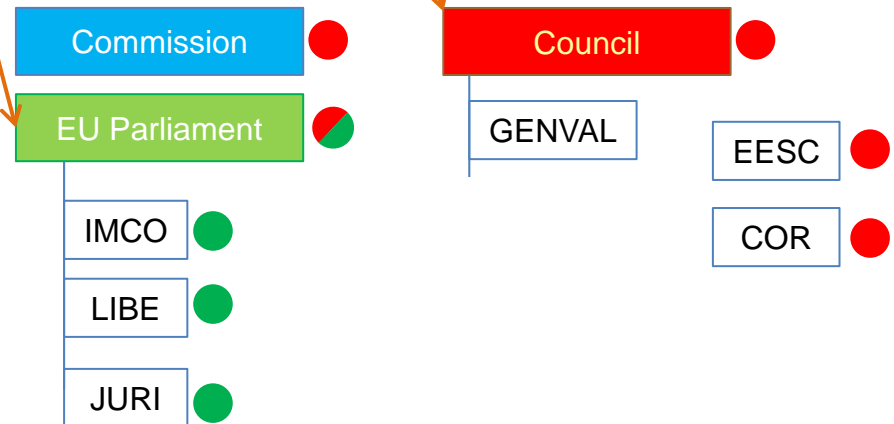 Commission
Council
EU Parliament
GENVAL
EESC
IMCO
COR
LIBE
JURI